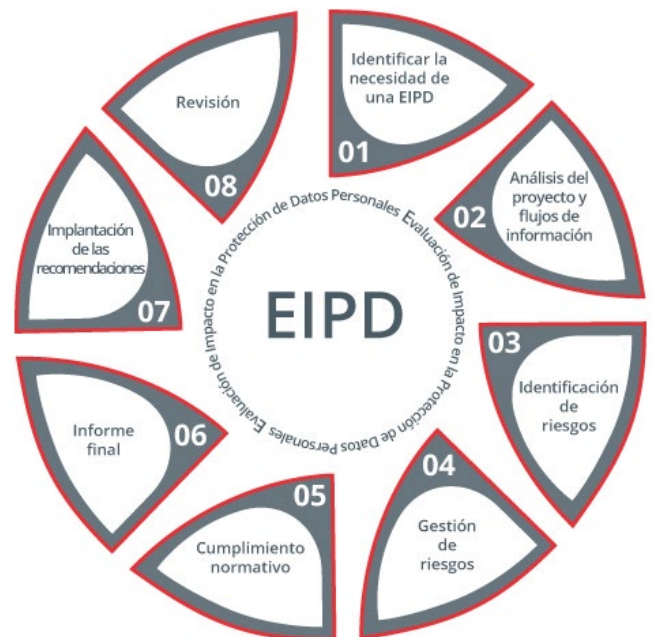 Identificar la
necesidad de
una EIPD
01
Análisis del
proyecto y
flujos de
información
02
03
Identificación
de
riesgos
04
Gestión
de
riesgos
05
Cumplimiento
normativo
Informe
final
06
Implantación
de las
recomendaciones
07
Revisión
08
Evaluación de Impacto en la Protección de Datos Personales
Evaluación de Impacto en la Protección de Datos Personales
EIPD